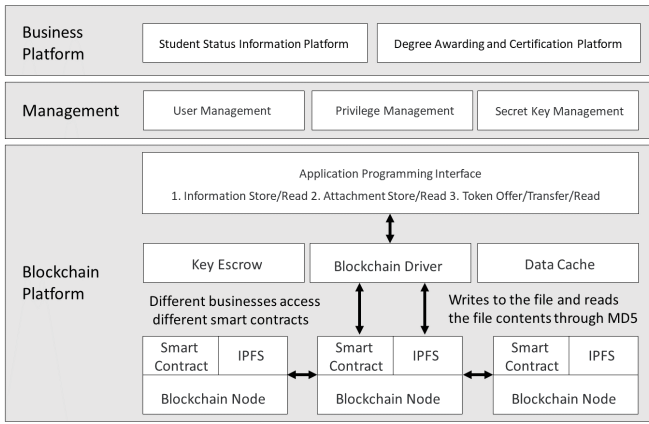 Business
Platform
Student Status Information Platform
Degree Awarding and Certification Platform
Management
User Management
Privilege Management
Secret Key Management
Blockchain
Platform
Application Programming Interface
1. Information Store/Read 2. Attachment Store/Read 3. Token Offer/Transfer/Read
Key Escrow
Blockchain Driver
Data Cache
Different businesses access
different smart contracts
Writes to the file and reads
the file contents through MD5
Smart
Contract
IPFS
Blockchain Node
Smart
Contract
IPFS
Blockchain Node
Smart
Contract
IPFS
Blockchain Node